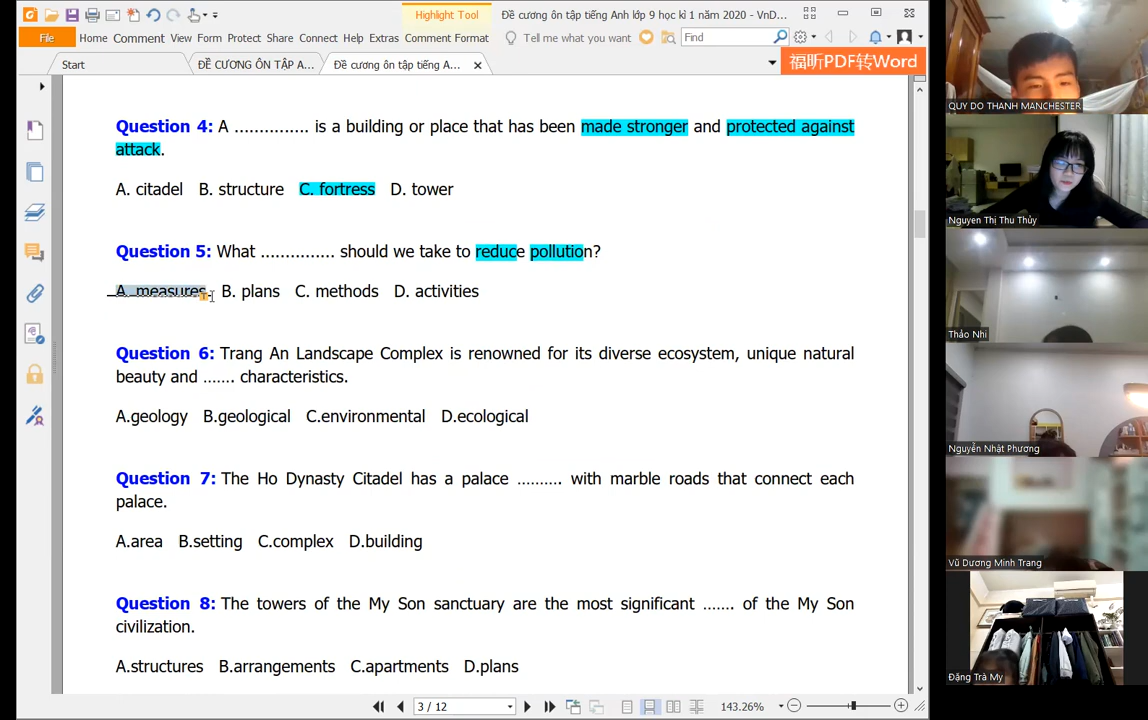 Highlight Tool
Đề cương ôn tập tiếng Anh lớp 9 học kì 1 năm 2020 - VnD...
File Home Comment View Form Protect Share Connect Help Extras Comment Format Tell me what you want Find
Start ĐỀ CƯƠNG ÔN TẬP A... Đề cương ôn tập tiếng A... 福昕PDF转Word
Question 4: A ............... is a building or place that has been made stronger and protected against
attack.
A. citadel B. structure C. fortress D. tower
Question 5: What ............... should we take to reduce pollution?
A. measures B. plans C. methods D. activities
Question 6: Trang An Landscape Complex is renowned for its diverse ecosystem, unique natural
beauty and ....... characteristics.
A.geology B.geological C.environmental D.ecological
Question 7: The Ho Dynasty Citadel has a palace ......... with marble roads that connect each
palace.
A.area B.setting C.complex D.building
Question 8: The towers of the My Son sanctuary are the most significant ....... of the My Son
civilization.
A.structures B.arrangements C.apartments D.plans
3 / 12
143.26%
QUY DO THANH MANCHESTER
Nguyen Thị Thu Thủy
Thảo Nhi
Nguyễn Nhật Phương
Vũ Dương Minh Trang
Đặng Trà My